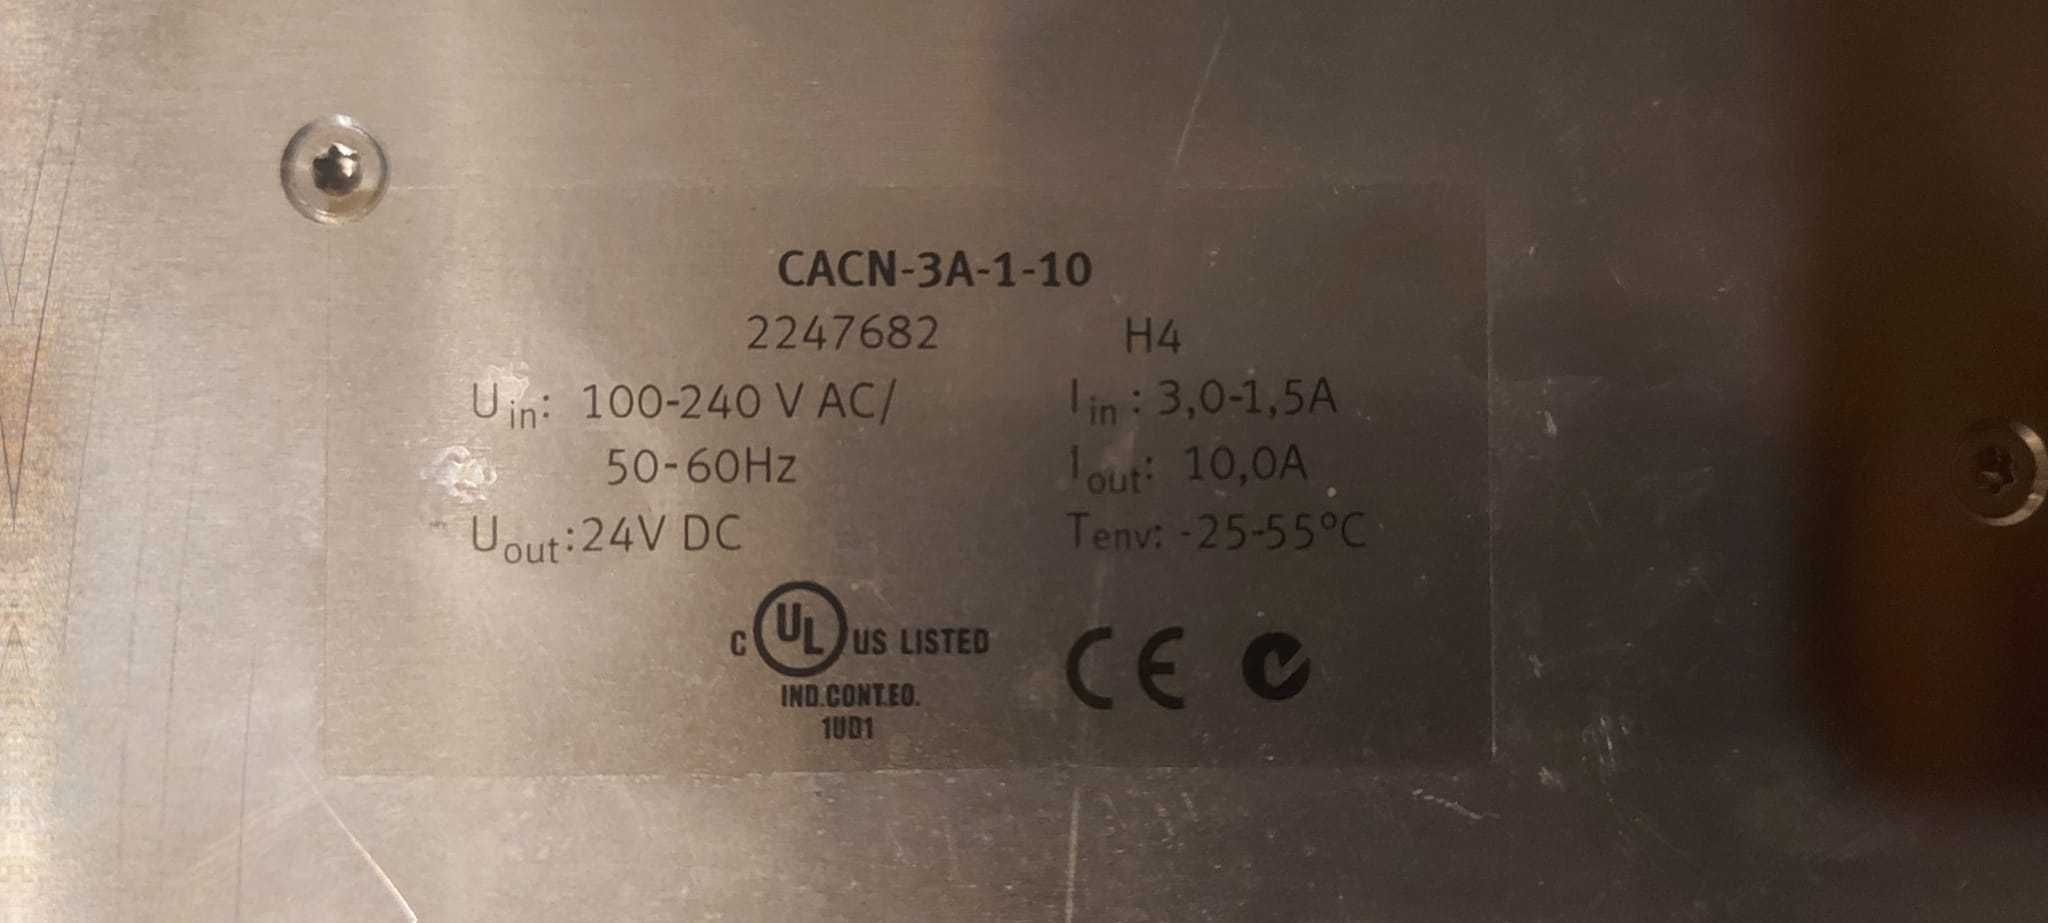 CACN-3A-1-10
2247682 H4
Uin: 100-240 V AC/ Iin : 3,0-1,5A
50-60Hz Iout: 10,0A
Uout:24V DC Tenv: -25-55°C
C UL US LISTED CE
IND.CONT.EQ.
1UD1